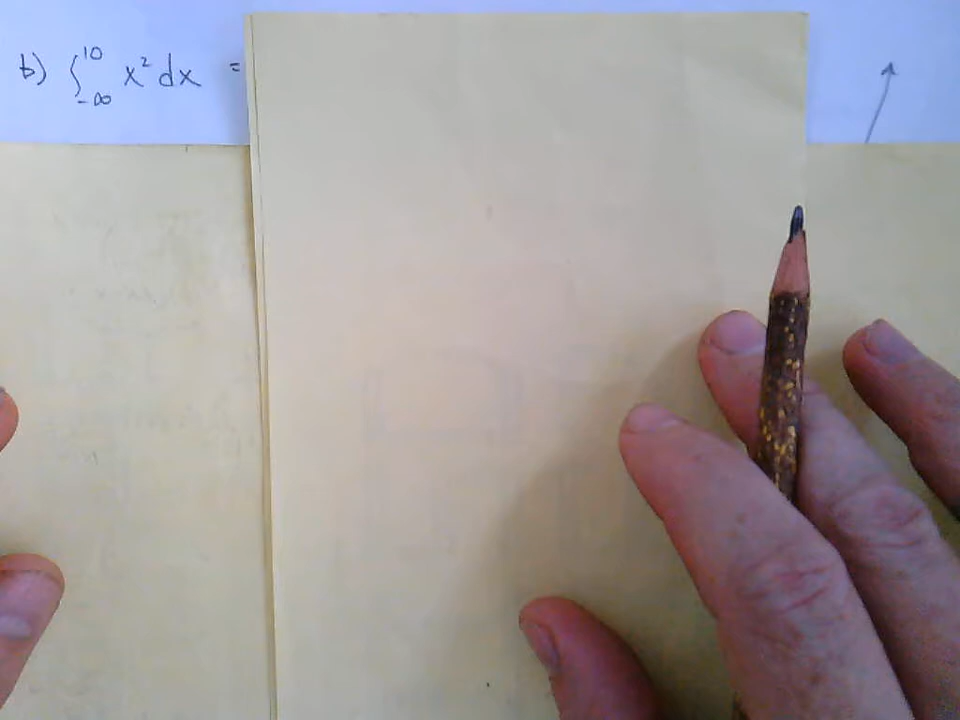 b) ∫_{-∞}^{10} x² dx =